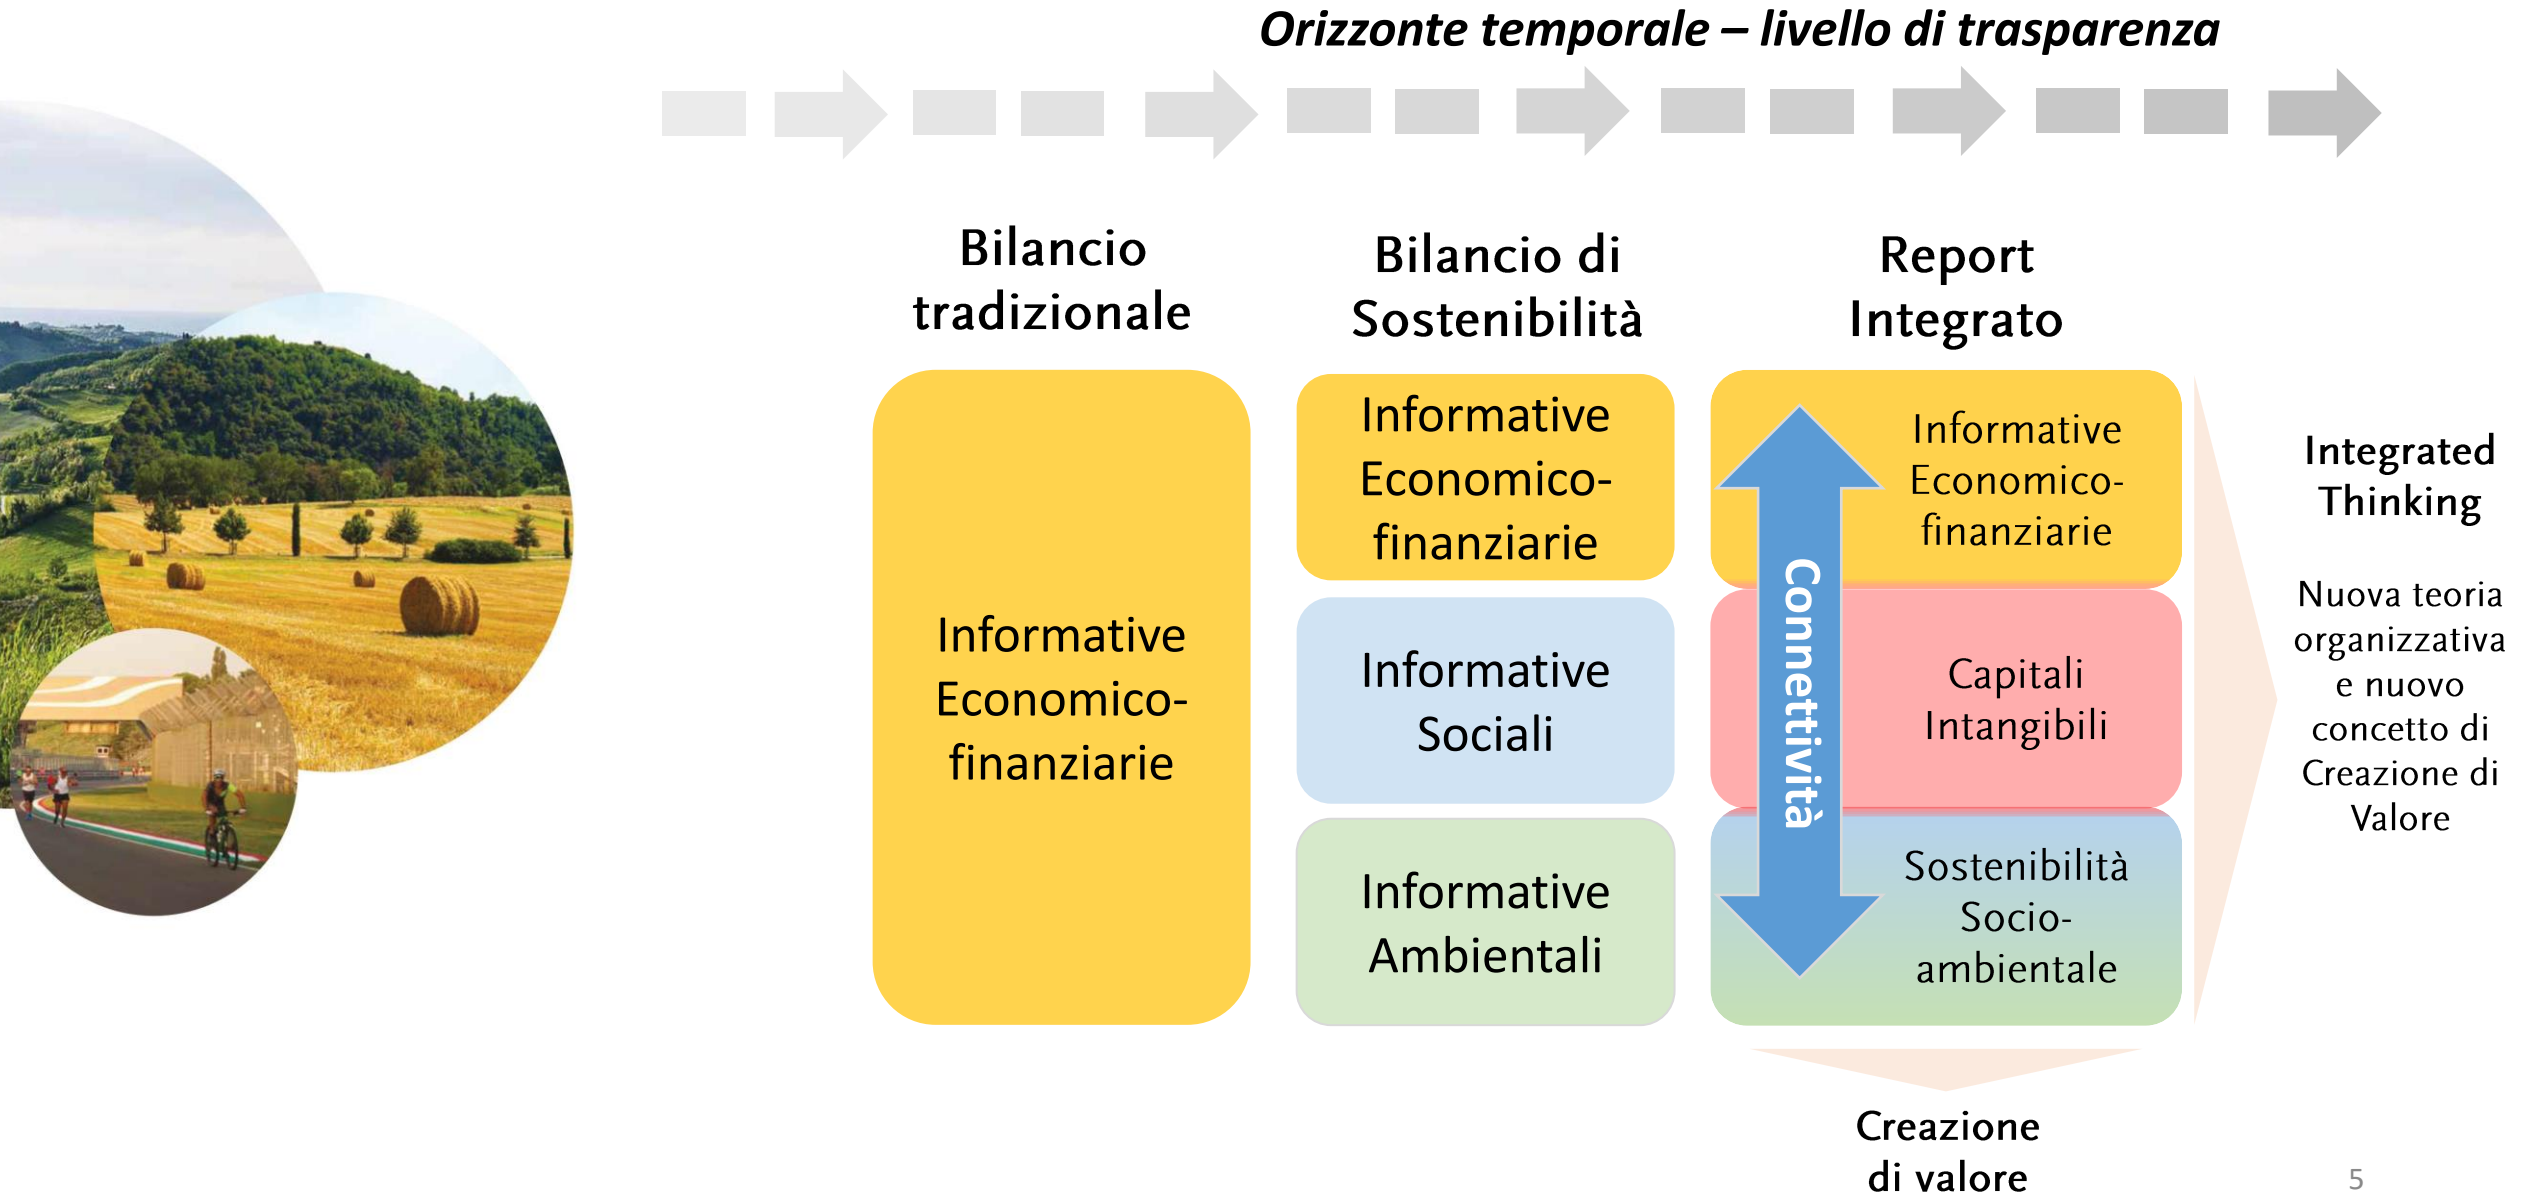 Orizzonte temporale – livello di trasparenza
Bilancio
tradizionale
Informative
Economico-
finanziarie
Bilancio di
Sostenibilità
Informative
Economico-
finanziarie
Informative
Sociali
Informative
Ambientali
Report
Integrato
Connettività
Informative
Economico-
finanziarie
Capitali
Intangibili
Sostenibilità
Socio-
ambientale
Integrated
Thinking
Nuova teoria
organizzativa
e nuovo
concetto di
Creazione di
Valore
Creazione
di valore
5